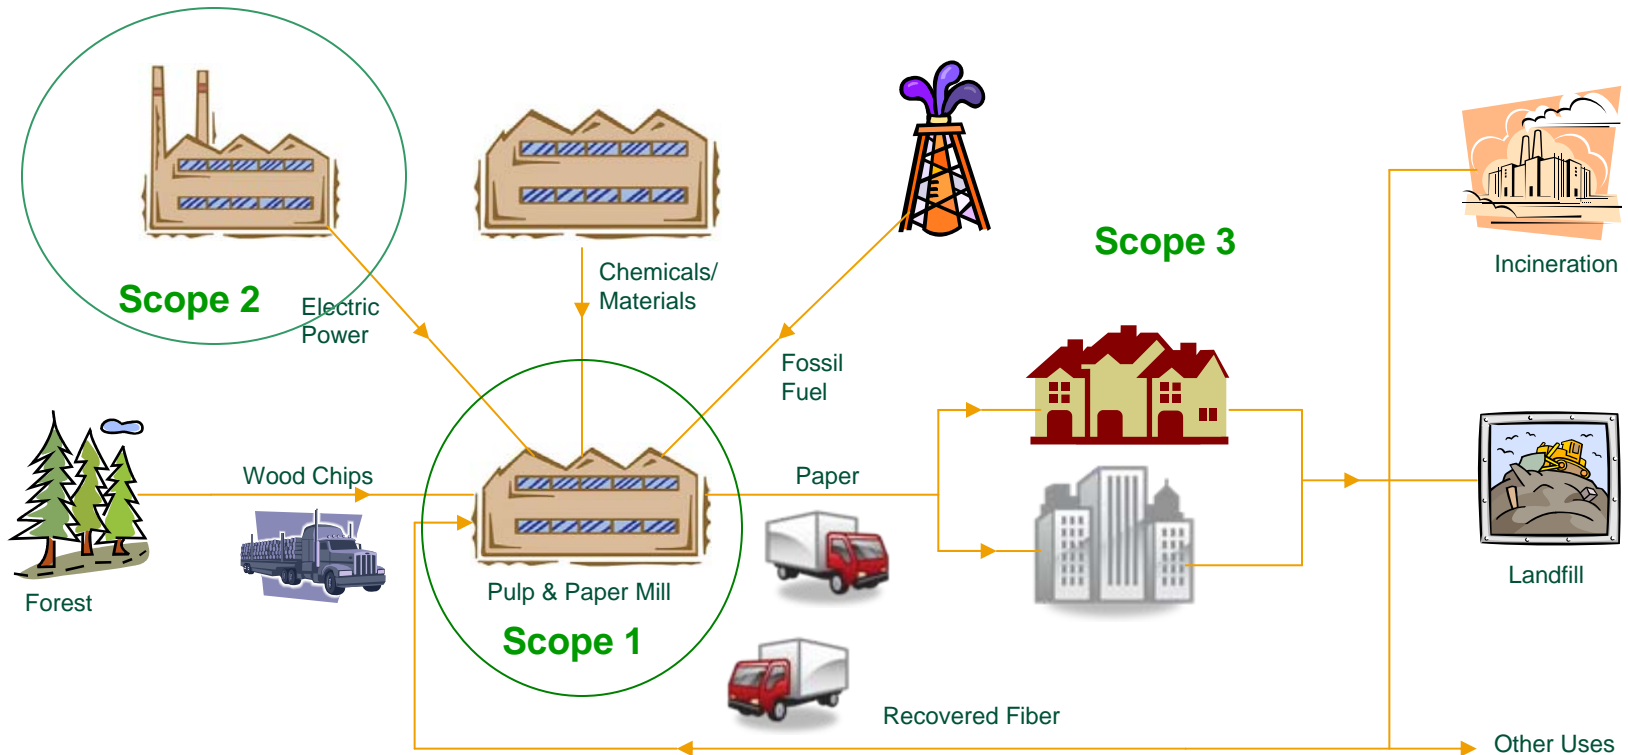 Scope 3
Incineration
Chemicals/
Materials
Scope 2
Electric
Power
Fossil
Fuel
Wood Chips
Paper
Forest
Pulp & Paper Mill
Landfill
Scope 1
Recovered Fiber
Other Uses